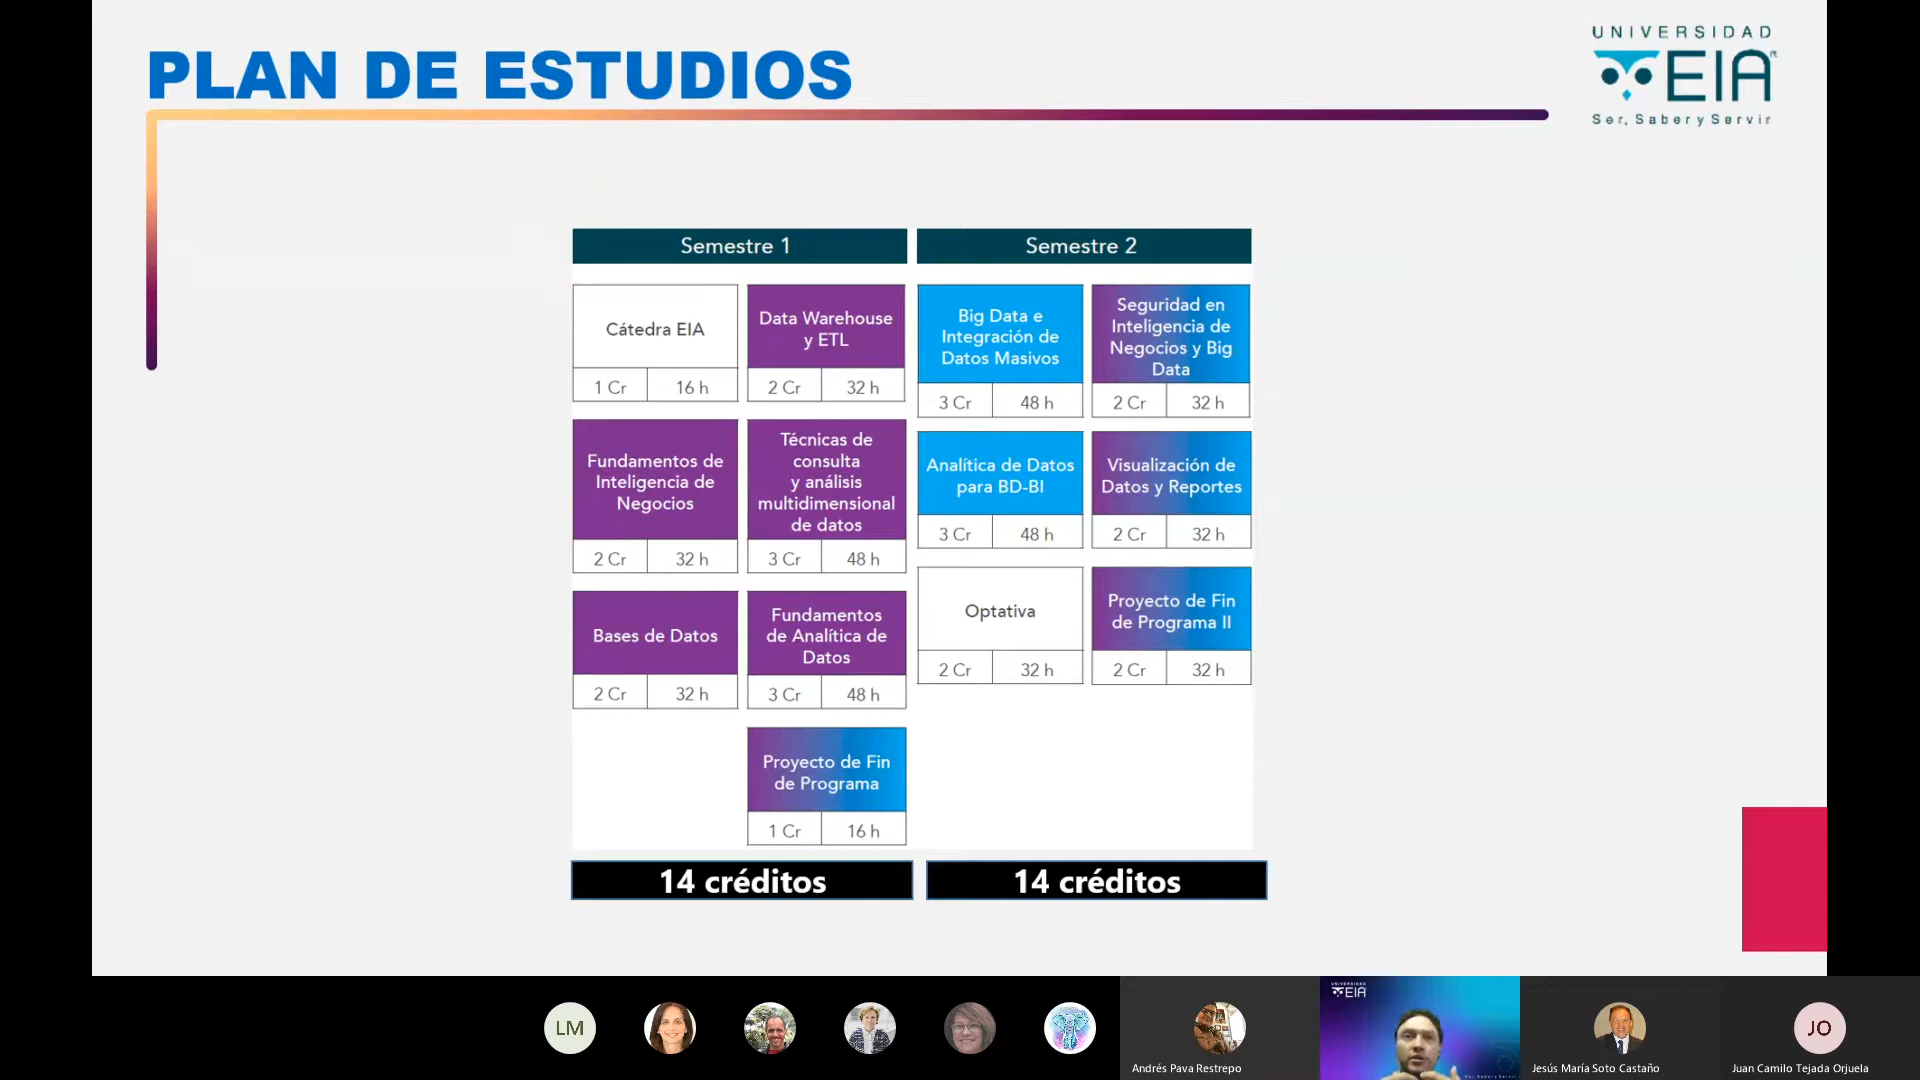 PLAN DE ESTUDIOS
UNIVERSIDAD
EIA
Ser, Saber y Servir
Semestre 1
Semestre 2
Cátedra EIA
1 Cr
16 h
Data Warehouse
y ETL
2 Cr
32 h
Fundamentos de
Inteligencia de
Negocios
2 Cr
32 h
Técnicas de
consulta
y análisis
multidimensional
de datos
3 Cr
48 h
Bases de Datos
2 Cr
32 h
Fundamentos
de Analítica de
Datos
3 Cr
48 h
Proyecto de Fin
de Programa
1 Cr
16 h
Big Data e
Integración de
Datos Masivos
3 Cr
48 h
Seguridad en
Inteligencia de
Negocios y Big
Data
2 Cr
32 h
Analítica de Datos
para BD-BI
3 Cr
48 h
Visualización de
Datos y Reportes
2 Cr
32 h
Optativa
2 Cr
32 h
Proyecto de Fin
de Programa II
2 Cr
32 h
14 créditos
14 créditos
LM
UNIVERSIDAD
EIA
JO
Andrés Pava Restrepo
Jesús María Soto Castaño
Juan Camilo Tejada Orjuela